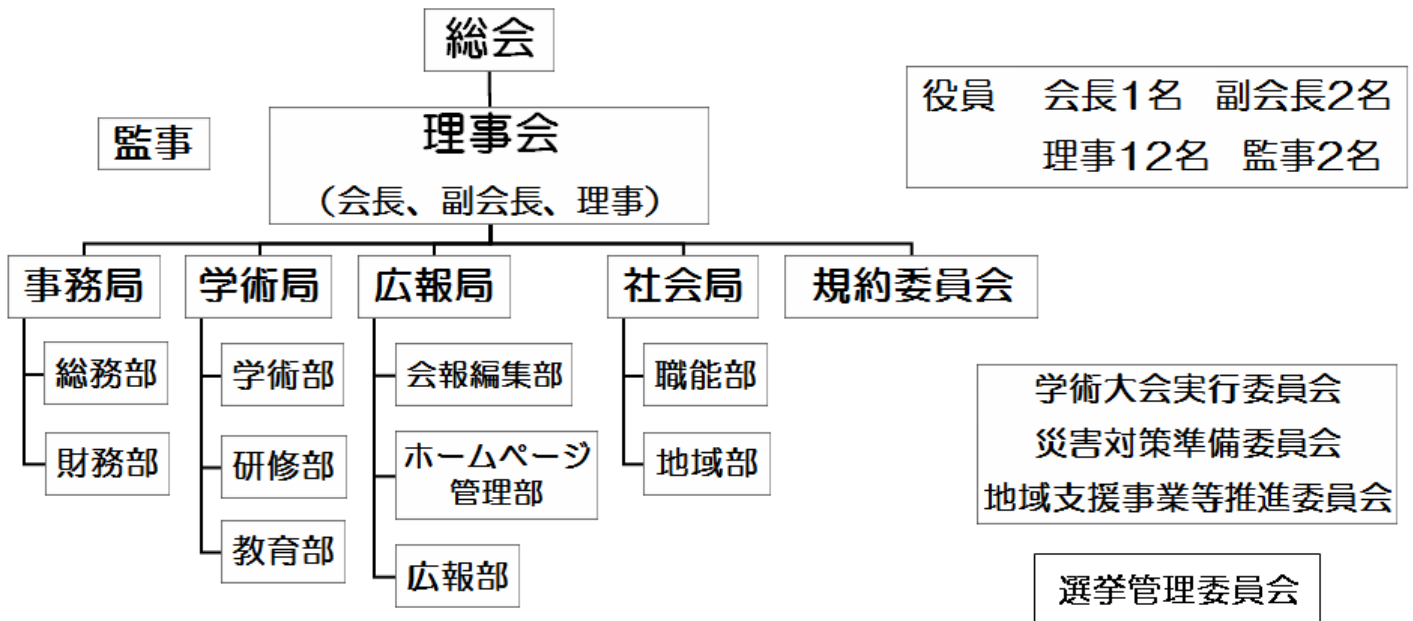 総会
役員　会長1名　副会長2名
理事12名　監事2名
監事
理事会
（会長、副会長、理事）
事務局
学術局
広報局
社会局
規約委員会
総務部
財務部
学術部
研修部
教育部
会報編集部
ホームページ
管理部
広報部
職能部
地域部
学術大会実行委員会
災害対策準備委員会
地域支援事業等推進委員会
選挙管理委員会